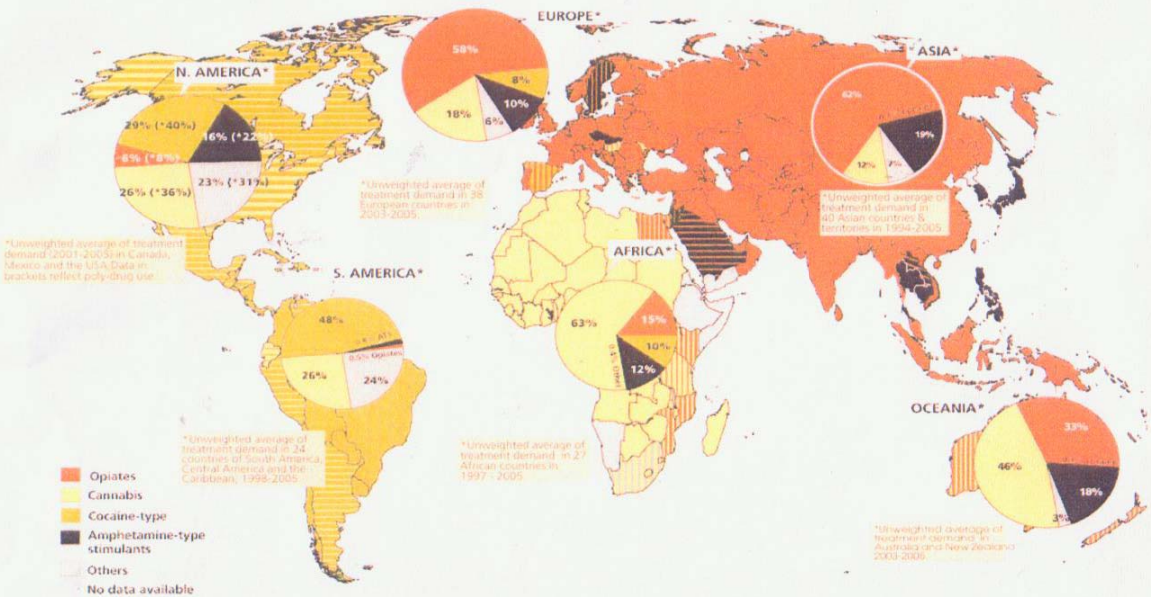 EUROPE*
58%
8%
10%
6%
18%
*Unweighted average of
treatment demand in 38
European countries in
2003-2005.
N. AMERICA*
29% (*40%)
16% (*22%)
6% (*8%)
23% (*31%)
26% (*36%)
*Unweighted average of treatment
demand (2001-2005) in Canada,
Mexico and the USA. Data in
brackets reflect poly-drug use.
ASIA*
62%
19%
7%
12%
*Unweighted average of
treatment demand in
40 Asian countries &
territories in 1994-2005
S. AMERICA*
48%
0.5% Opiates
24%
26%
*Unweighted average of
treatment demand in 24
countries of South America,
Central America and the
Caribbean, 1998-2005
AFRICA*
63%
15%
10%
12%
Other
*Unweighted average of
treatment demand in 27
African countries in
1997 - 2005.
OCEANIA*
33%
18%
3%
46%
*Unweighted average of
treatment demand in
Australia and New Zealand
2003-2005
Opiates
Cannabis
Cocaine-type
Amphetamine-type
stimulants
Others
No data available